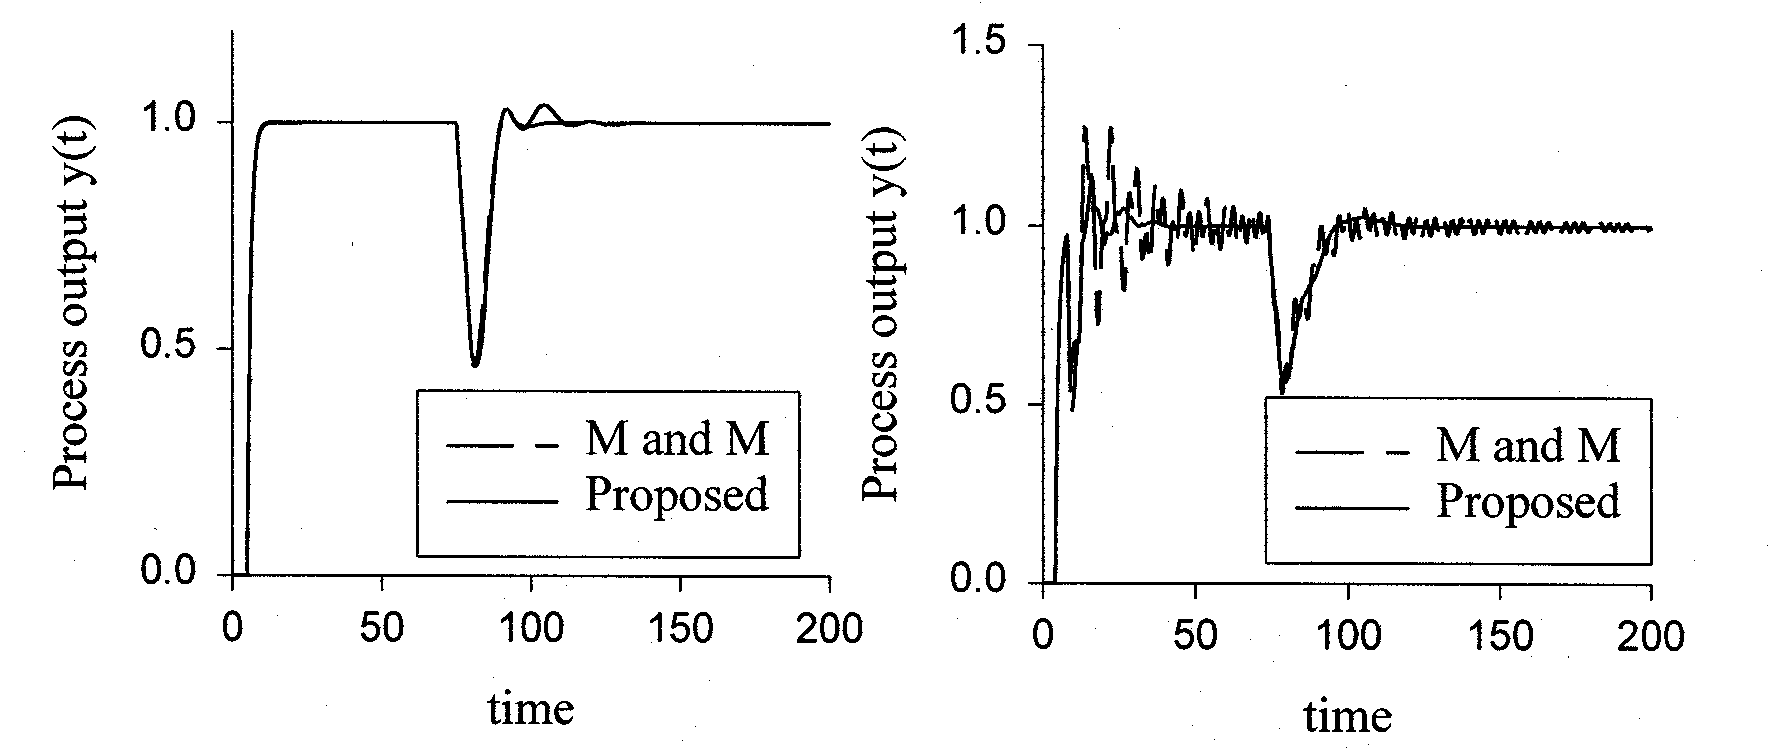 Process output y(t)
1.0
0.5
0.0
0 50 100 150 200
time
M and M
Proposed
Process output y(t)
1.5
1.0
0.5
0.0
0 50 100 150 200
time
M and M
Proposed